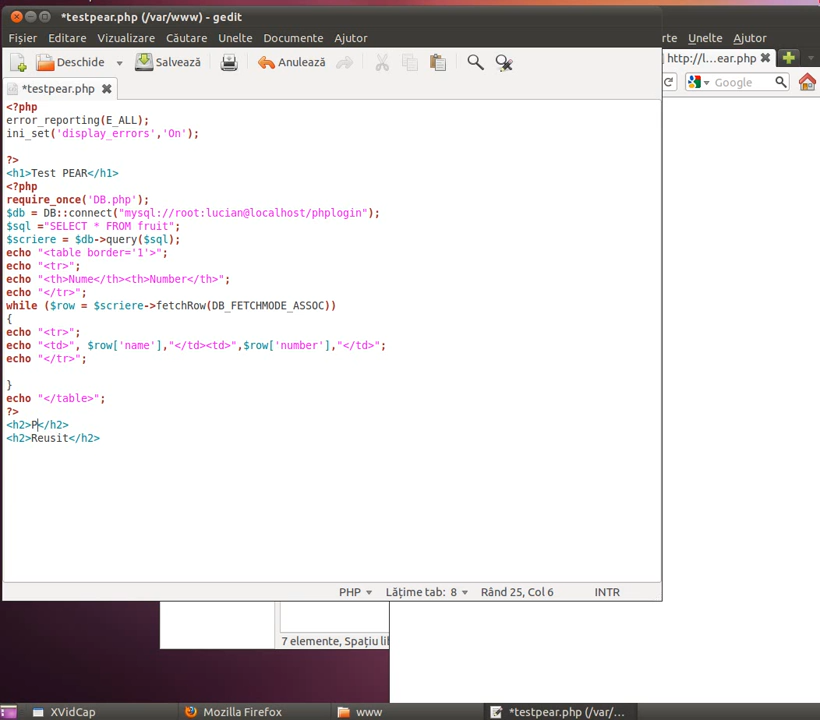 *testpear.php (/var/www) - gedit
Fișier Editare Vizualizare Căutare Unelte Documente Ajutor
rte Unelte Ajutor
Deschide Salvează Anulează
http://l...ear.php
*testpear.php
Google
<?php
error_reporting(E_ALL);
ini_set('display_errors','On');
?>
<h1>Test PEAR</h1>
<?php
require_once('DB.php');
$db = DB::connect("mysql://root:lucian@localhost/phplogin");
$sql ="SELECT * FROM fruit";
$scriere = $db->query($sql);
echo "<table border='1'>";
echo "<tr>";
echo "<th>Nume</th><th>Number</th>";
echo "</tr>";
while ($row = $scriere->fetchRow(DB_FETCHMODE_ASSOC))
{
echo "<tr>";
echo "<td>", $row['name'],"</td><td>",$row['number'],"</td>";
echo "</tr>";
}
echo "</table>";
?>
<h2>P</h2>
<h2>Reusit</h2>
PHP Lățime tab: 8 Rând 25, Col 6 INTR
7 elemente, Spațiu lil
XVidCap Mozilla Firefox www *testpear.php (/var/...